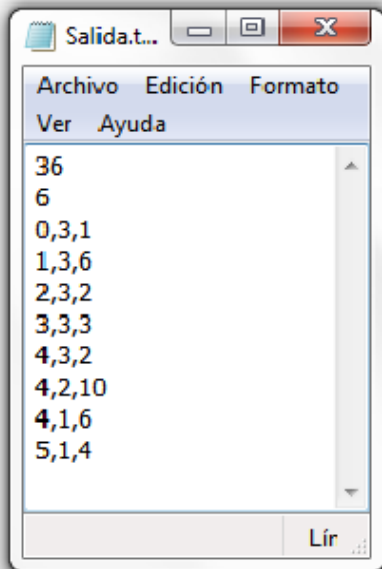 Salida.t...
Archivo Edición Formato
Ver Ayuda
36
6
0,3,1
1,3,6
2,3,2
3,3,3
4,3,2
4,2,10
4,1,6
5,1,4
Lír